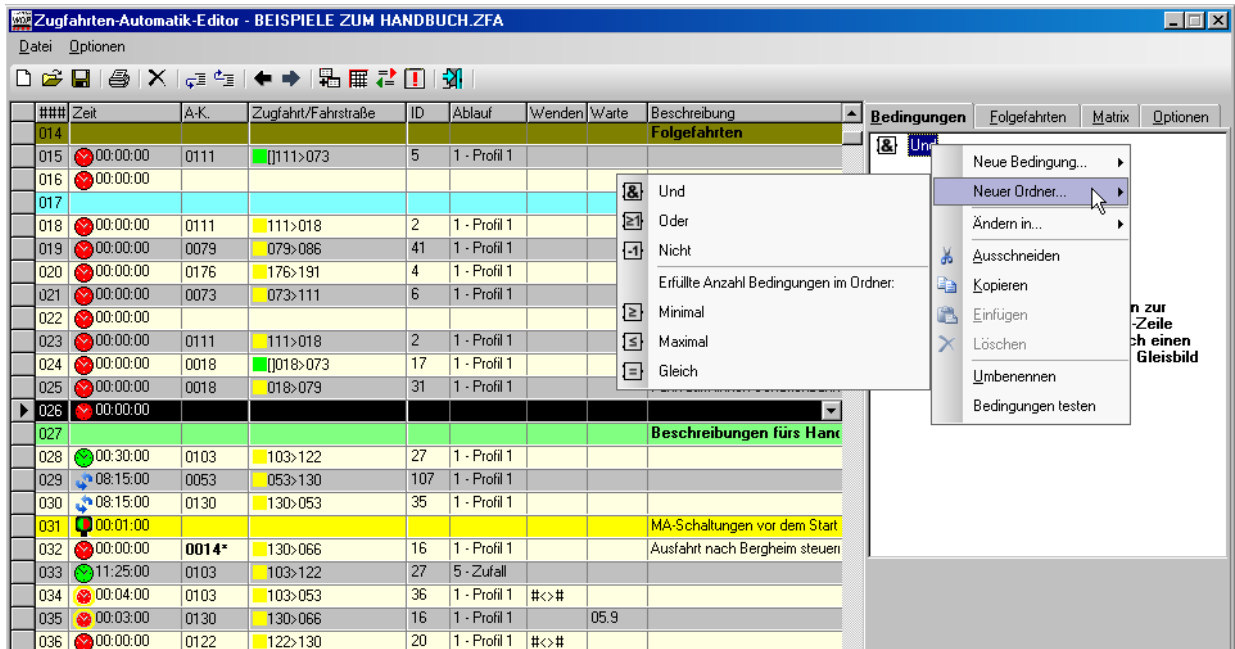 Zugfahrten-Automatik-Editor - BEISPIELE ZUM HANDBUCH.ZFA
Datei Optionen
### Zeit A-K. Zugfahrt/Fahrstraße ID Ablauf Wenden Warte Beschreibung
014 Folgefahrten
015 00:00:00 0111 []111>073 5 1 - Profil 1
016 00:00:00
017
018 00:00:00 0111 111>018 2 1 - Profil 1
019 00:00:00 0079 079>086 41 1 - Profil 1
020 00:00:00 0176 176>191 4 1 - Profil 1
021 00:00:00 0073 073>111 6 1 - Profil 1
022 00:00:00
023 00:00:00 0111 111>018 2 1 - Profil 1
024 00:00:00 0018 []018>073 17 1 - Profil 1
025 00:00:00 0018 018>079 31 1 - Profil 1
026 00:00:00
027 Beschreibungen fürs Hand
028 00:30:00 0103 103>122 27 1 - Profil 1
029 08:15:00 0053 053>130 107 1 - Profil 1
030 08:15:00 0130 130>053 35 1 - Profil 1
031 00:01:00 MA-Schaltungen vor dem Start
032 00:00:00 0014* 130>066 16 1 - Profil 1 Ausfahrt nach Bergheim steuern
033 11:25:00 0103 103>122 27 5 - Zufall
034 00:04:00 0103 103>053 36 1 - Profil 1 #<>#
035 00:03:00 0130 130>066 16 1 - Profil 1 05.9
036 00:00:00 0122 122>130 20 1 - Profil 1 #<>#
Bedingungen Folgefahrten Matrix Optionen
& Und
Neue Bedingung...
Neuer Ordner...
Ändern in...
Ausschneiden
Kopieren
Einfügen
Löschen
Umbenennen
Bedingungen testen
& Und
≥1 Oder
-1 Nicht
Erfüllte Anzahl Bedingungen im Ordner:
≥ Minimal
≤ Maximal
= Gleich
n zur
-Zeile
ch einen
Gleisbild